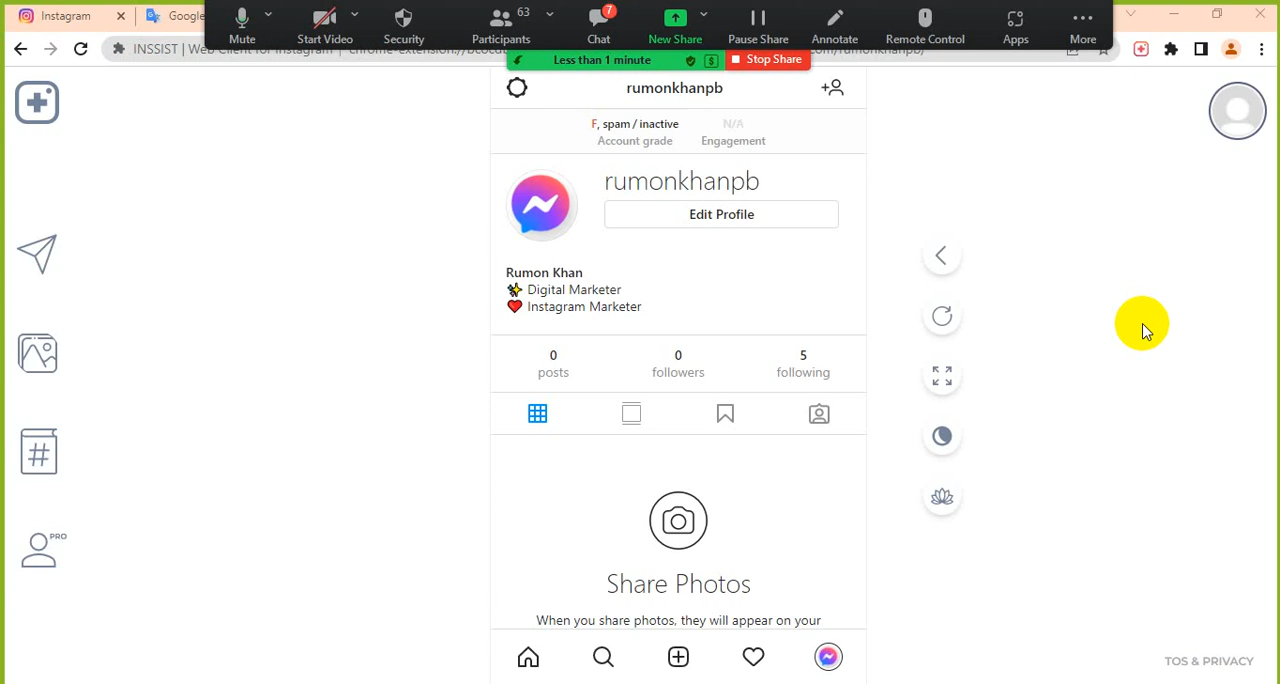 Instagram
Google
Mute
Start Video
Security
Participants
63
Chat
7
New Share
Pause Share
Annotate
Remote Control
Apps
More
INSSIST | Web Client for Instagram
Less than 1 minute
Stop Share
rumonkhanpb
F, spam / inactive
Account grade
N/A
Engagement
rumonkhanpb
Edit Profile
Rumon Khan
✨ Digital Marketer
❤️ Instagram Marketer
0
posts
0
followers
5
following
Share Photos
When you share photos, they will appear on your
#
PRO
TOS & PRIVACY